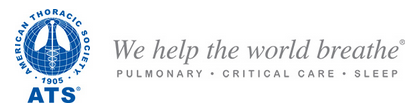 AMERICAN THORACIC SOCIETY
• 1905 •
ATS®
We help the world breathe®
PULMONARY • CRITICAL CARE • SLEEP